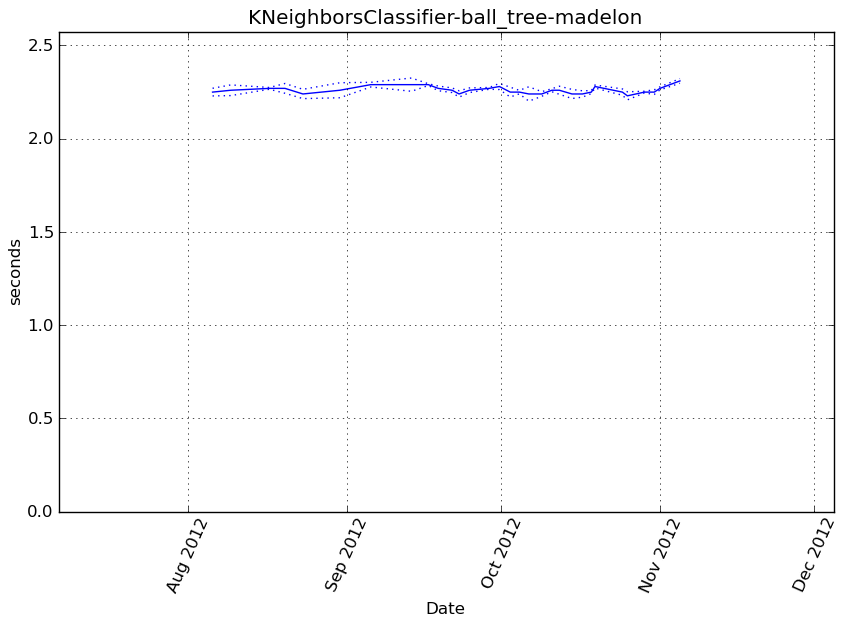 KNeighborsClassifier-ball_tree-madelon
2.5
2.0
1.5
1.0
0.5
0.0
seconds
Aug 2012
Sep 2012
Oct 2012
Nov 2012
Dec 2012
Date